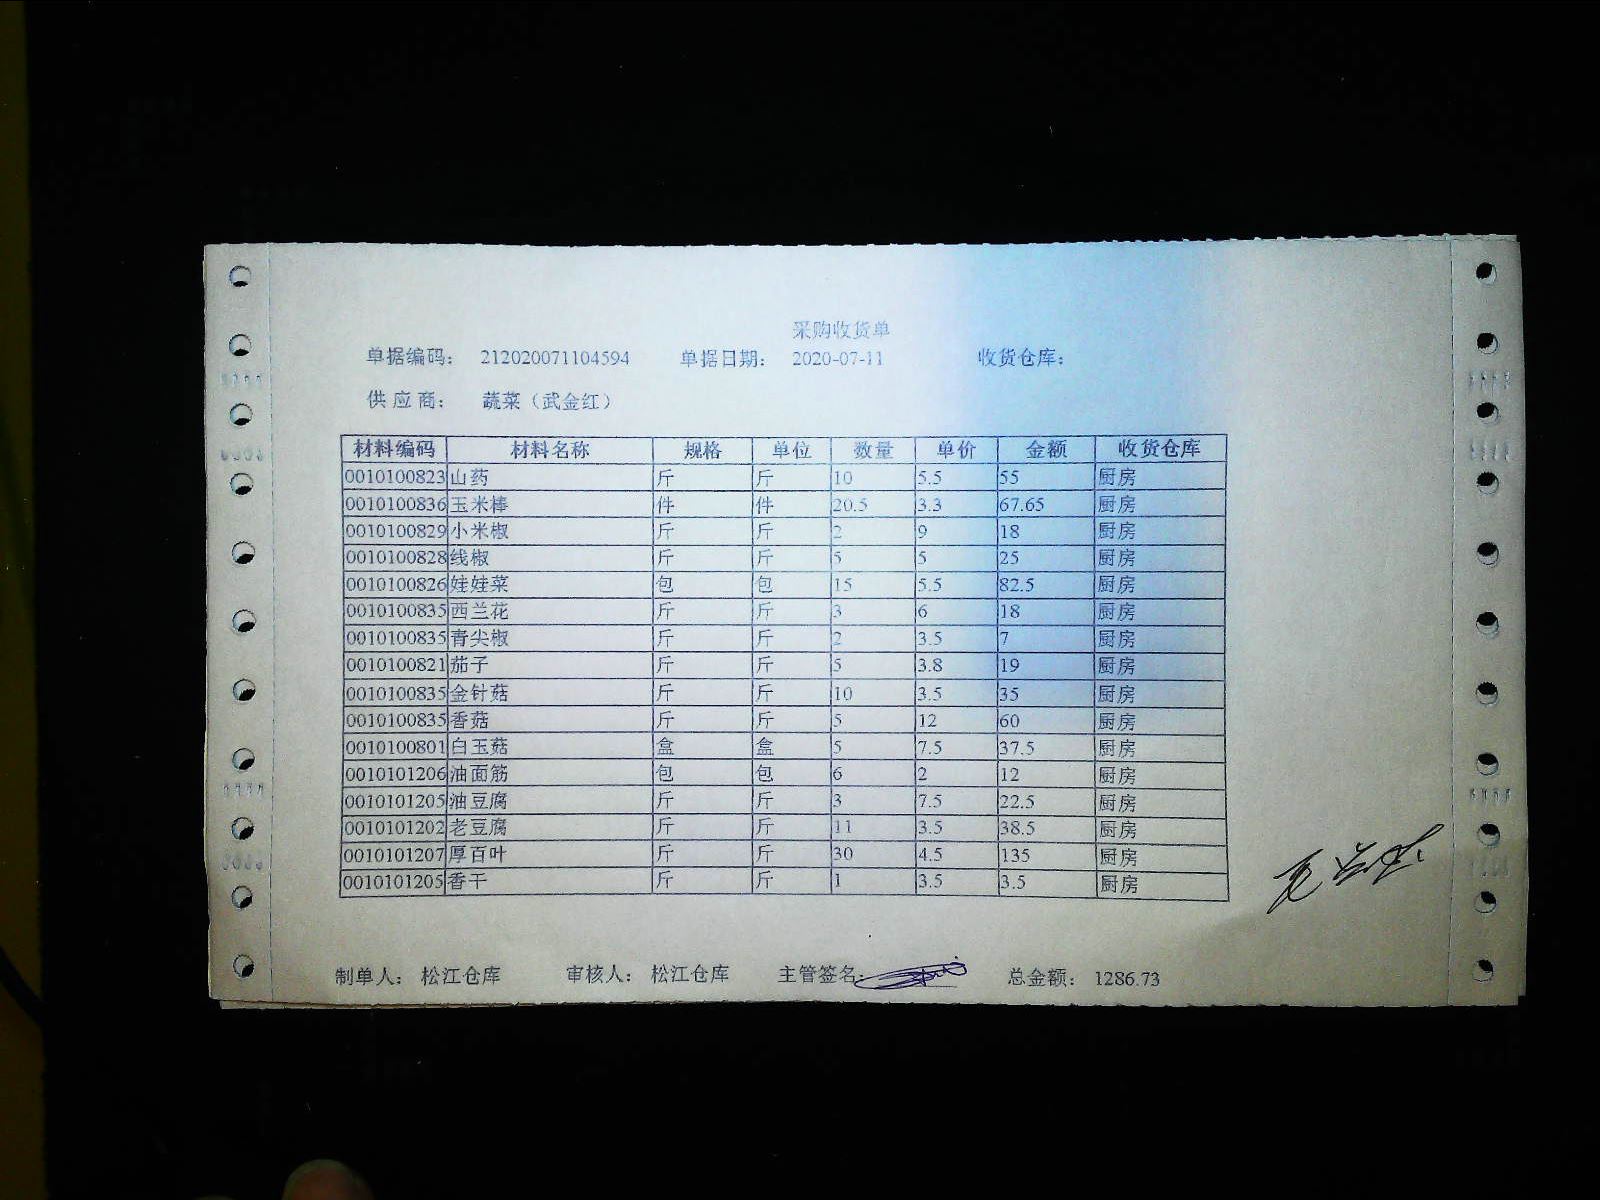 采购收货单
单据编码: 212020071104594 单据日期: 2020-07-11 收货仓库:
供应商: 蔬菜（武金红）
材料编码 材料名称 规格 单位 数量 单价 金额 收货仓库
0010100823 山药 斤 斤 10 5.5 55 厨房
0010100836 玉米棒 件 件 20.5 3.3 67.65 厨房
0010100829 小米椒 斤 斤 2 9 18 厨房
0010100828 线椒 斤 斤 5 5 25 厨房
0010100826 娃娃菜 包 包 15 5.5 82.5 厨房
0010100835 西兰花 斤 斤 3 6 18 厨房
0010100835 青尖椒 斤 斤 2 3.5 7 厨房
0010100821 茄子 斤 斤 5 3.8 19 厨房
0010100835 金针菇 斤 斤 10 3.5 35 厨房
0010100835 香菇 斤 斤 5 12 60 厨房
0010100801 白玉菇 盒 盒 5 7.5 37.5 厨房
0010101206 油面筋 包 包 6 2 12 厨房
0010101205 油豆腐 斤 斤 3 7.5 22.5 厨房
0010101202 老豆腐 斤 斤 11 3.5 38.5 厨房
0010101207 厚百叶 斤 斤 30 4.5 135 厨房
0010101205 香干 斤 斤 1 3.5 3.5 厨房
制单人: 松江仓库 审核人: 松江仓库 主管签名: 总金额: 1286.73